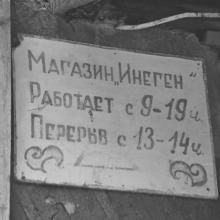 Магазин „Инеген"
Работает с 9-19ч.
Перерыв с 13-14ч.